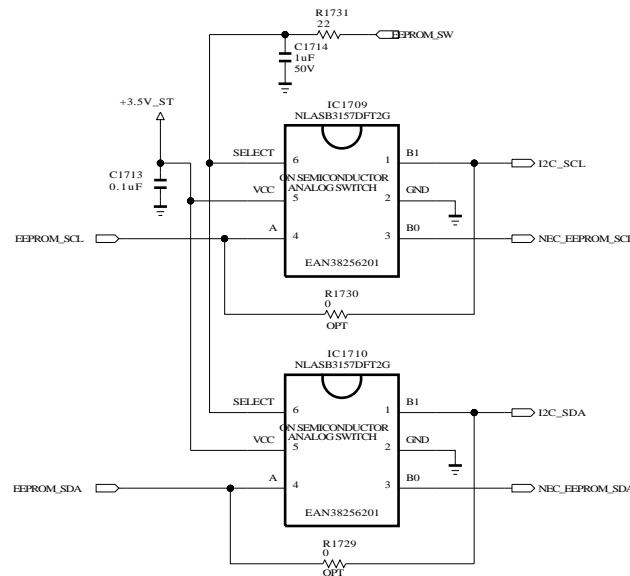 R1731
22
EEPROM_SW
C1714
1uF
50V
+3.5V_ST
IC1709
NLASB3157DFT2G
SELECT
6
1
B1
I2C_SCL
C1713
0.1uF
ON SEMICONDUCTOR
ANALOG SWITCH
VCC
5
2
GND
EEPROM_SCL
A
4
3
B0
NEC_EEPROM_SCL
EAN38256201
R1730
0
OPT
IC1710
NLASB3157DFT2G
SELECT
6
1
B1
I2C_SDA
ON SEMICONDUCTOR
ANALOG SWITCH
VCC
5
2
GND
EEPROM_SDA
A
4
3
B0
NEC_EEPROM_SDA
EAN38256201
R1729
0
OPT